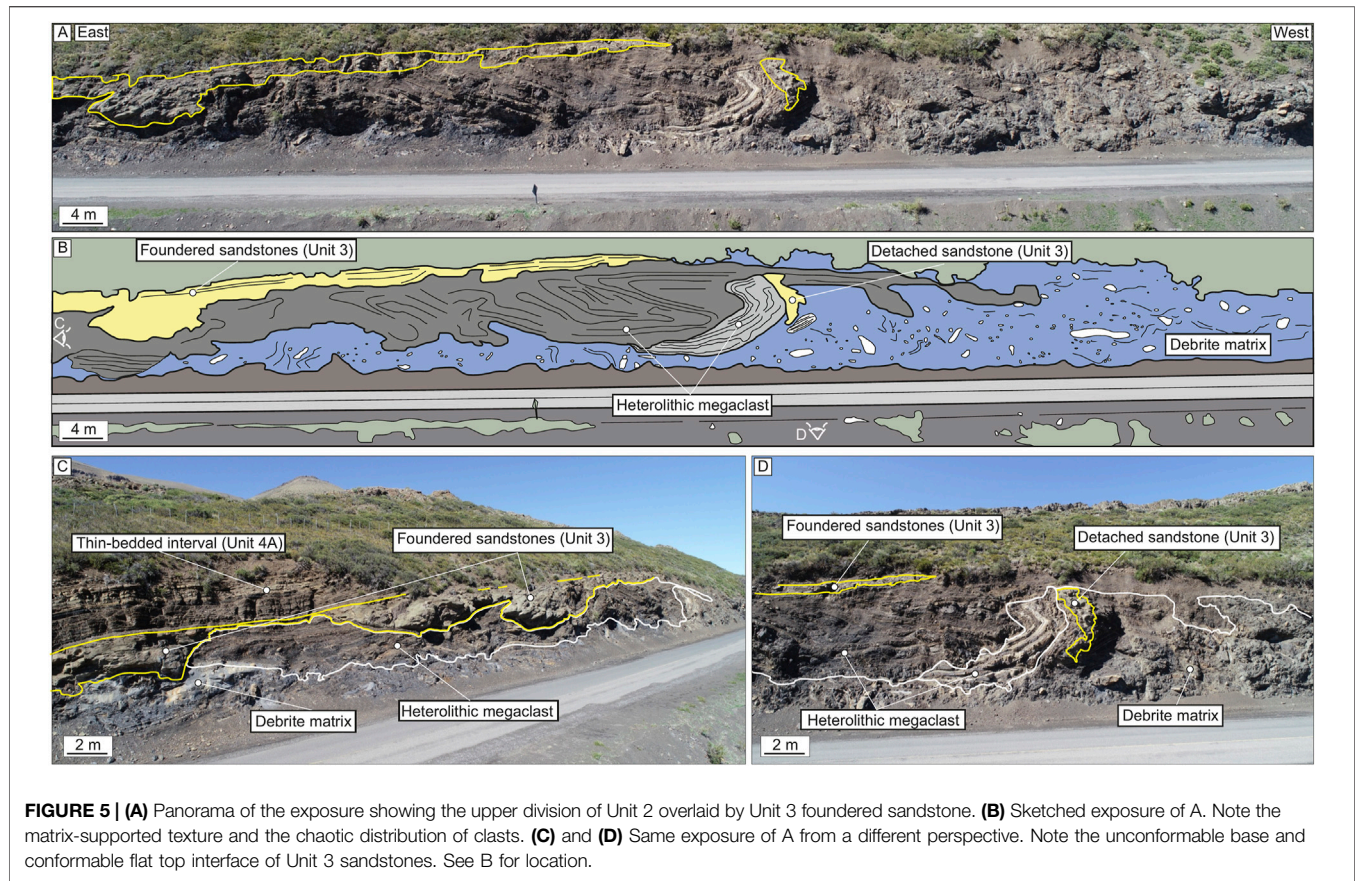 A East
West
4 m
B
Foundered sandstones (Unit 3)
Detached sandstone (Unit 3)
C
Debrite matrix
Heterolithic megaclast
4 m
D
C
Thin-bedded interval (Unit 4A)
Foundered sandstones (Unit 3)
Debrite matrix
Heterolithic megaclast
2 m
D
Foundered sandstones (Unit 3)
Detached sandstone (Unit 3)
Heterolithic megaclast
Debrite matrix
2 m
FIGURE 5 | (A) Panorama of the exposure showing the upper division of Unit 2 overlaid by Unit 3 foundered sandstone. (B) Sketched exposure of A. Note the
matrix-supported texture and the chaotic distribution of clasts. (C) and (D) Same exposure of A from a different perspective. Note the unconformable base and
conformable flat top interface of Unit 3 sandstones. See B for location.